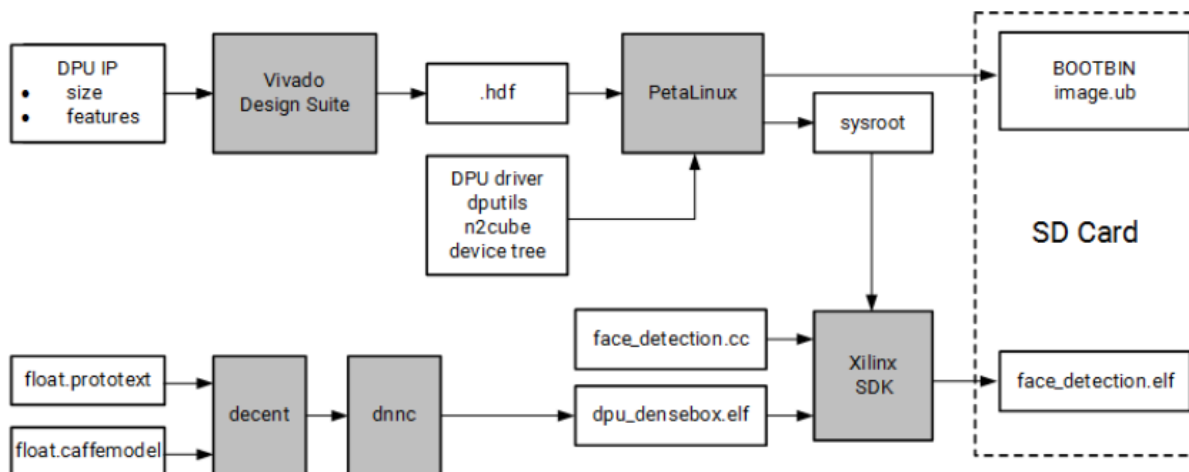 DPU IP
• size
• features
Vivado
Design Suite
.hdf
PetaLinux
BOOTBIN
image.ub
sysroot
DPU driver
dputils
n2cube
device tree
SD Card
face_detection.cc
Xilinx
SDK
face_detection.elf
float.prototext
decent
dnnc
dpu_densebox.elf
float.caffemodel